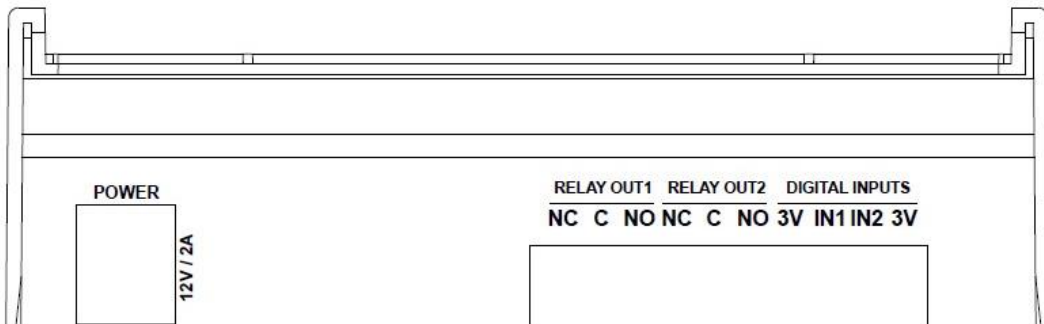 POWER
12V / 2A
RELAY OUT1 RELAY OUT2 DIGITAL INPUTS
NC C NO NC C NO 3V IN1 IN2 3V